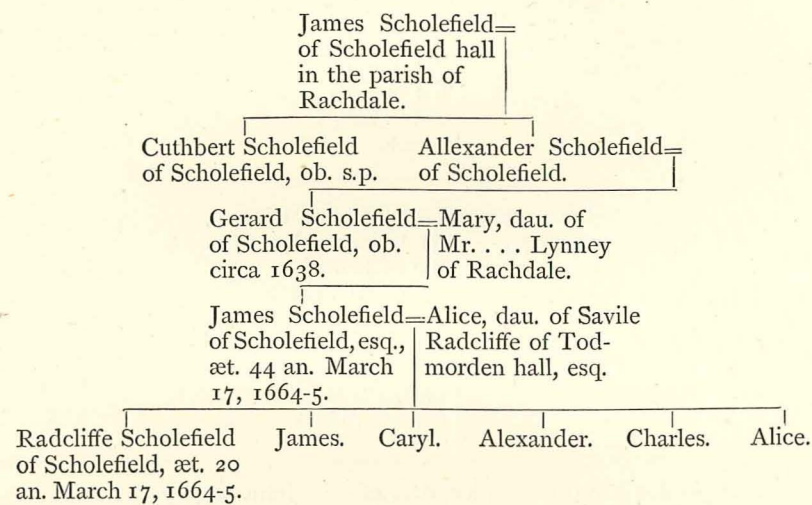 James Scholefield=
of Scholefield hall
in the parish of
Rachdale.
Cuthbert Scholefield
of Scholefield, ob. s.p.
Allexander Scholefield=
of Scholefield.
Gerard Scholefield=Mary, dau. of
of Scholefield, ob.
circa 1638.
Mr. . . . Lynney
of Rachdale.
James Scholefield=Alice, dau. of Savile
of Scholefield, esq.,
æt. 44 an. March
17, 1664-5.
Radcliffe of Tod-
morden hall, esq.
Radcliffe Scholefield
of Scholefield, æt. 20
an. March 17, 1664-5.
James.
Caryl.
Alexander.
Charles.
Alice.